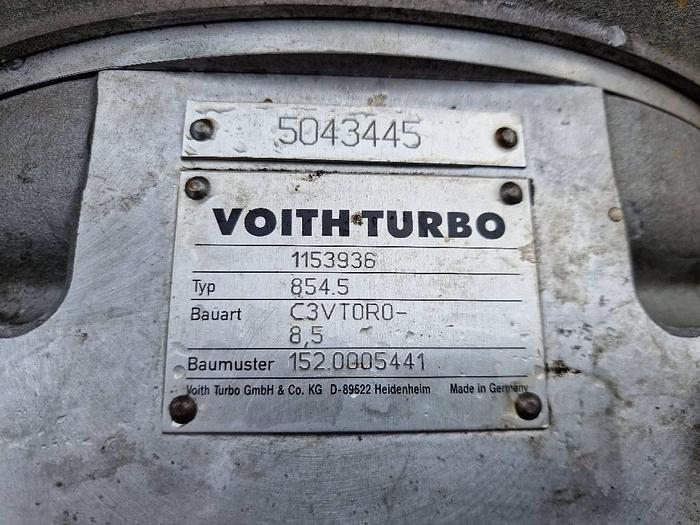 5043445
VOITH TURBO
1153936
Typ 854.5
Bauart C3VT0R0-
8,5
Baumuster 152.0005441
Voith Turbo GmbH & Co. KG D-89522 Heidenheim Made in Germany